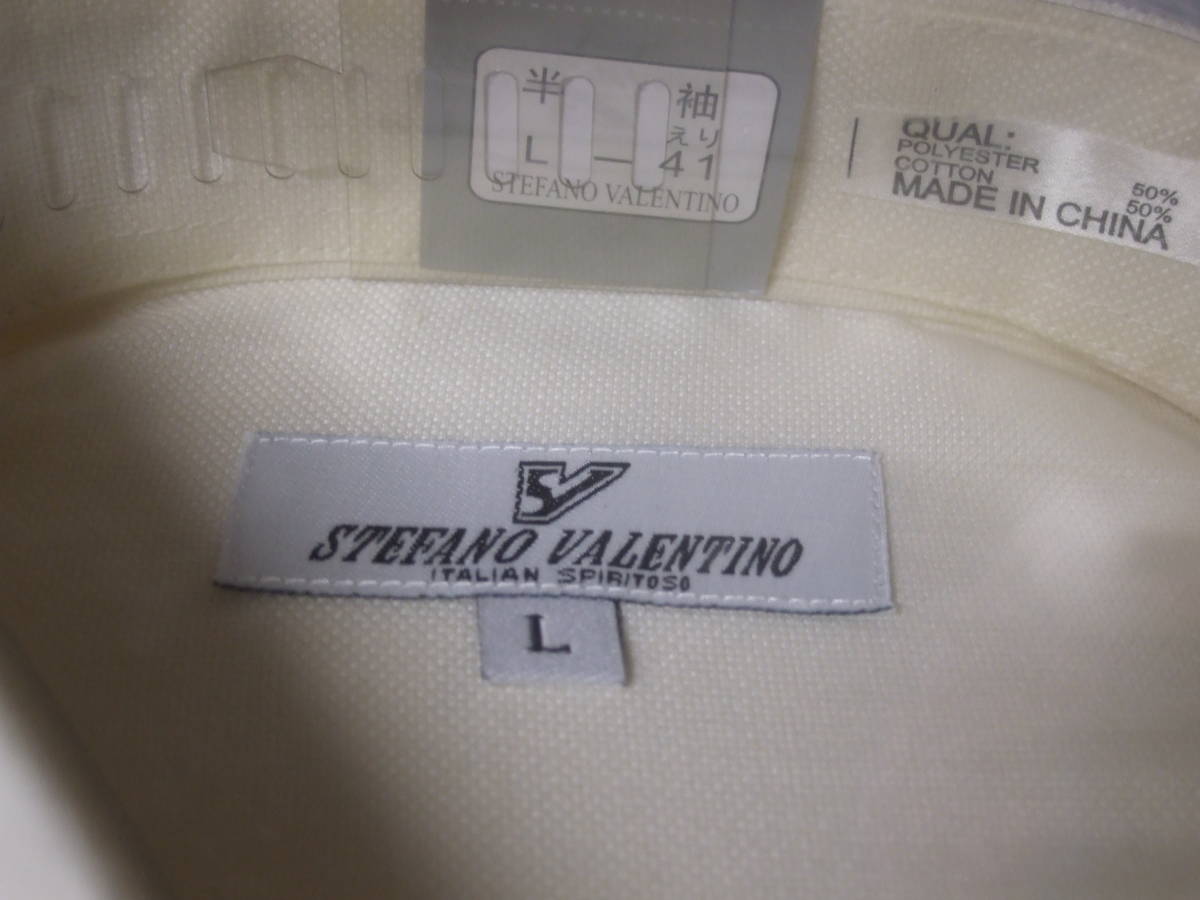 半 袖
えり
L－41
STEFANO VALENTINO
QUAL:
POLYESTER 50%
COTTON 50%
MADE IN CHINA
SV
STEFANO VALENTINO
ITALIAN SPIRITOSO
L